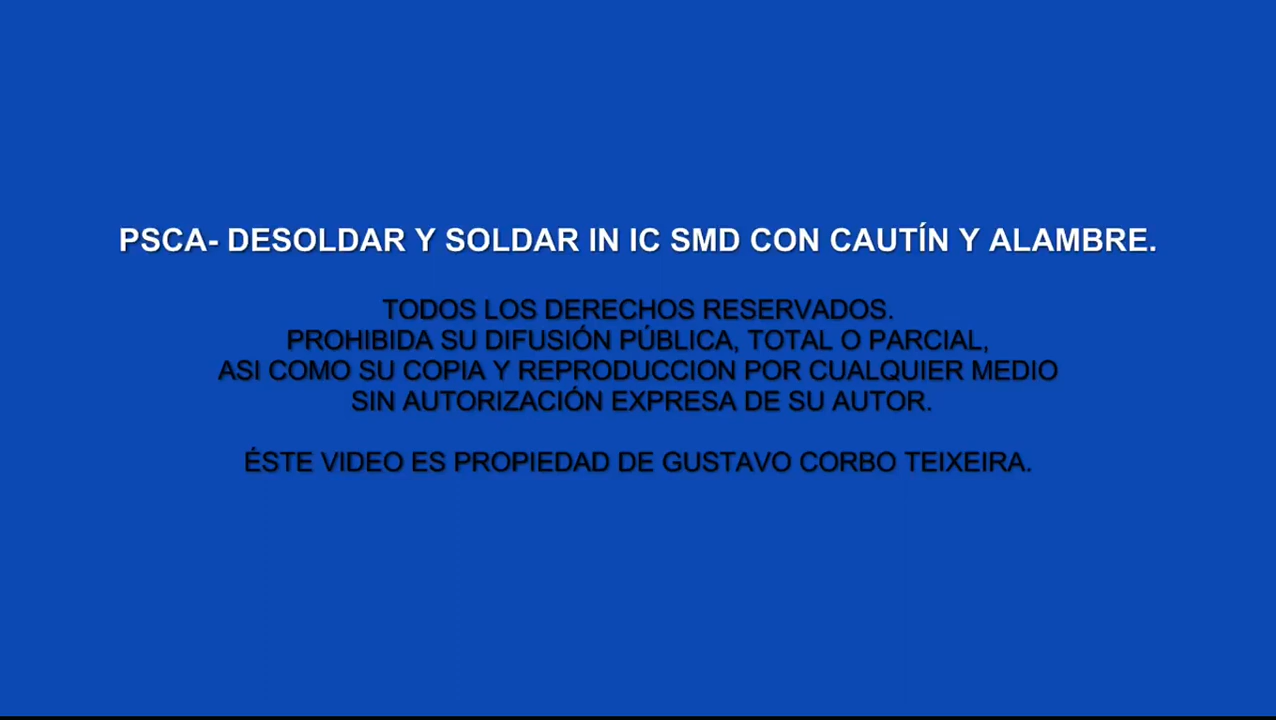 PSCA- DESOLDAR Y SOLDAR IN IC SMD CON CAUTÍN Y ALAMBRE.
TODOS LOS DERECHOS RESERVADOS.
PROHIBIDA SU DIFUSIÓN PÚBLICA, TOTAL O PARCIAL,
ASI COMO SU COPIA Y REPRODUCCION POR CUALQUIER MEDIO
SIN AUTORIZACIÓN EXPRESA DE SU AUTOR.
ÉSTE VIDEO ES PROPIEDAD DE GUSTAVO CORBO TEIXEIRA.